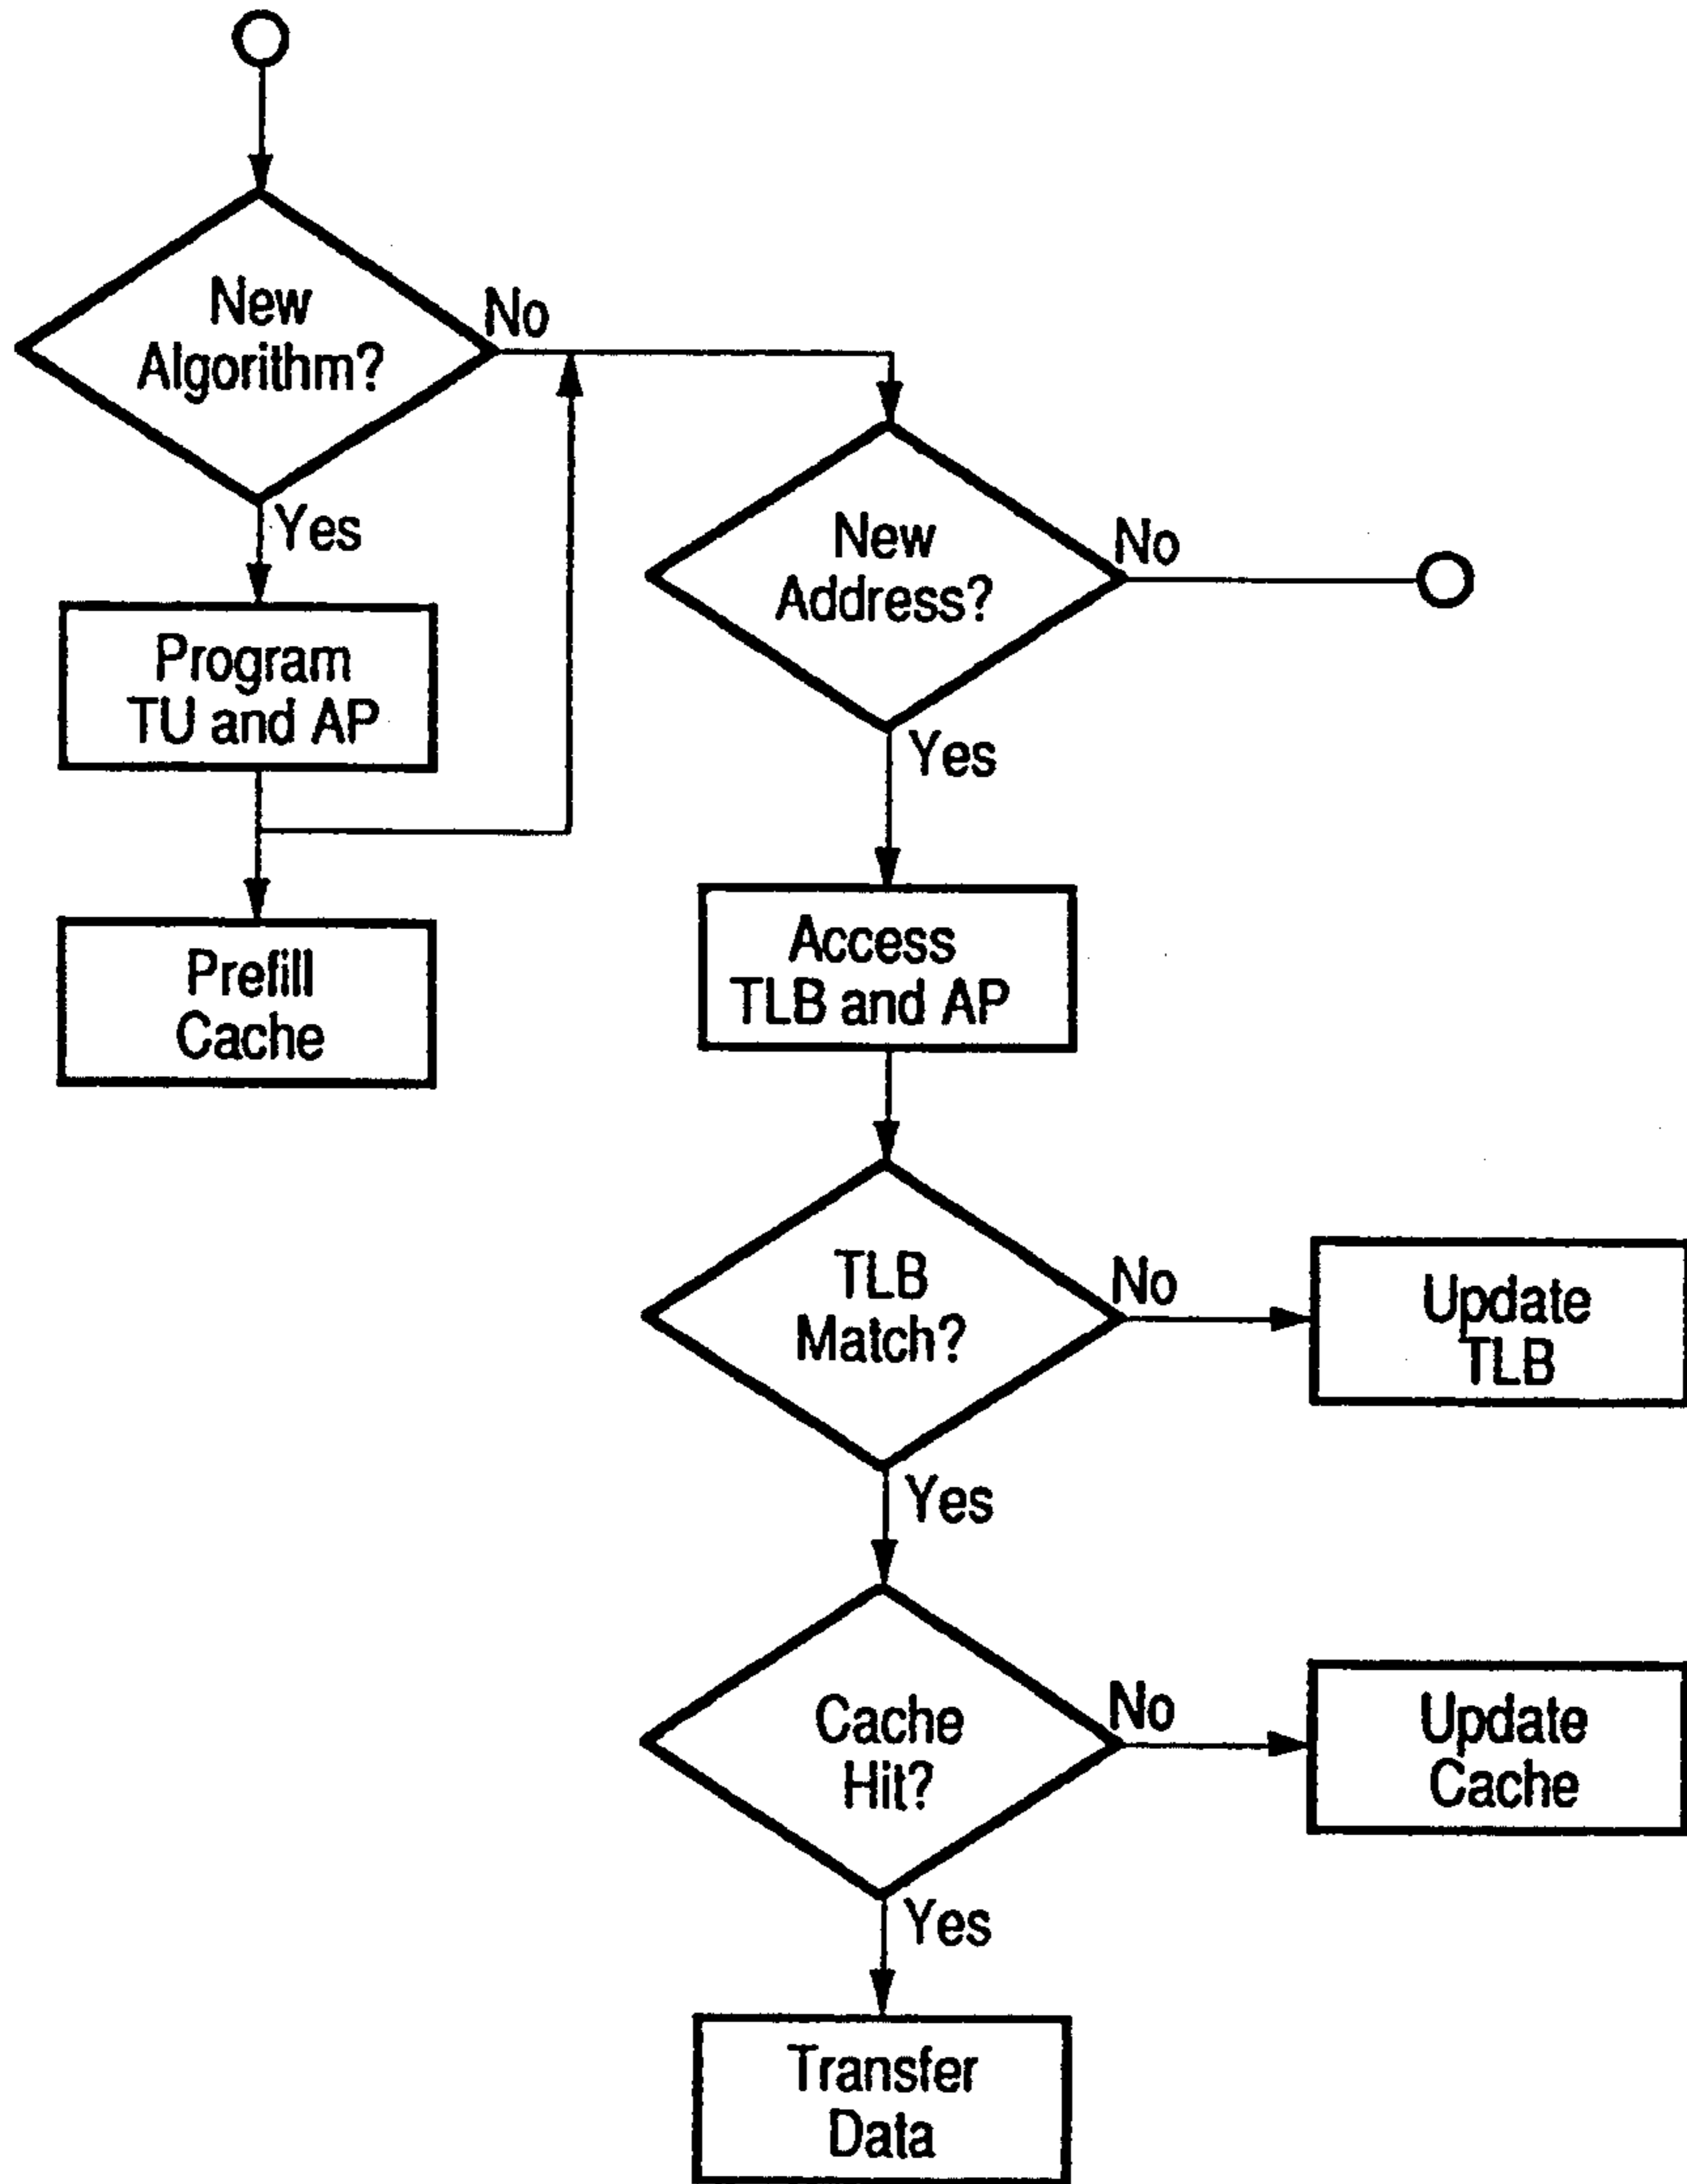 New
Algorithm?
No
Yes
Program
TU and AP
Prefill
Cache
New
Address?
No
Yes
Access
TLB and AP
TLB
Match?
No
Update
TLB
Yes
Cache
Hit?
No
Update
Cache
Yes
Transfer
Data